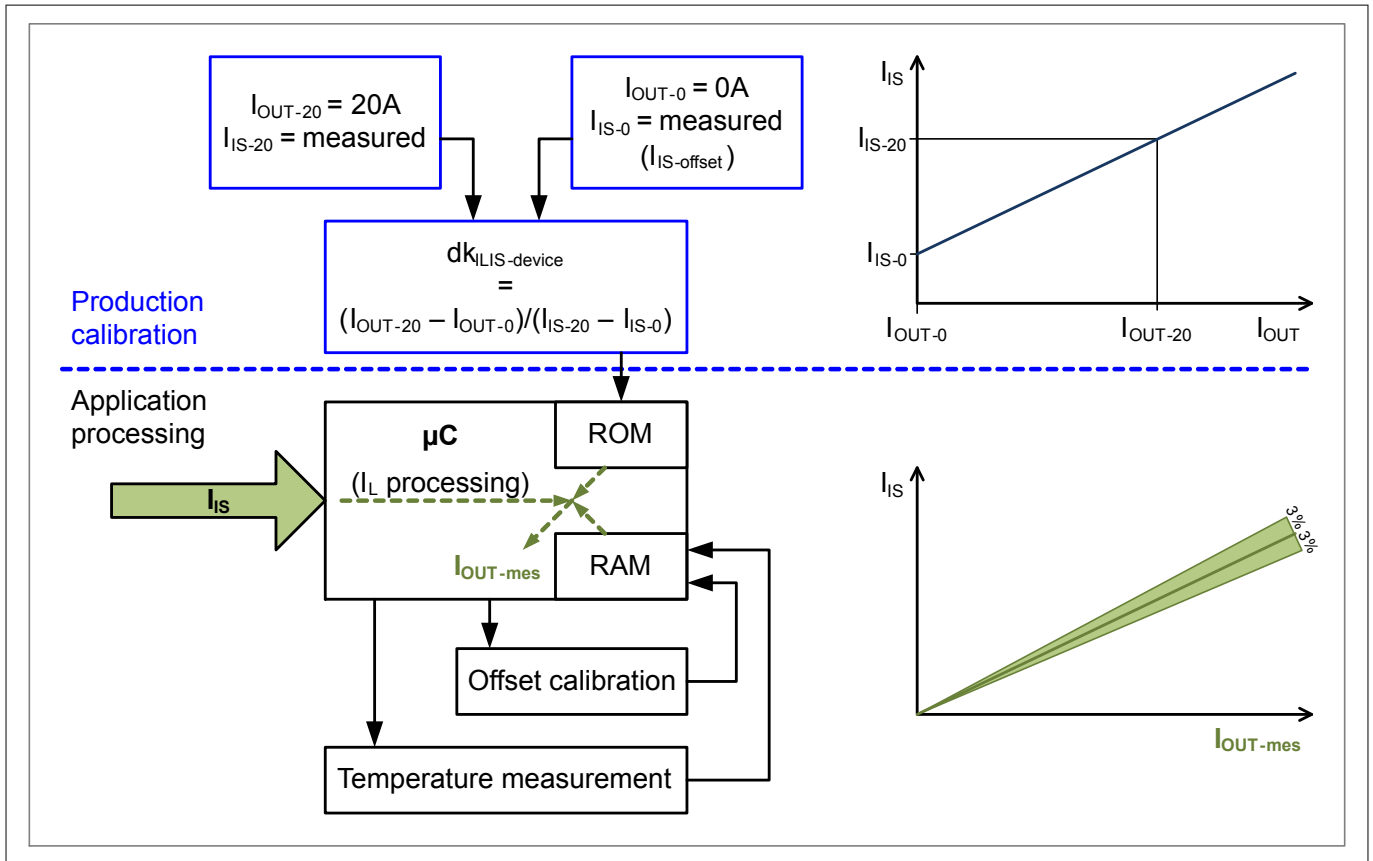 I_OUT-20 = 20A
I_IS-20 = measured
I_OUT-0 = 0A
I_IS-0 = measured
(I_IS-offset)
dk_ILIS-device
=
(I_OUT-20 – I_OUT-0)/(I_IS-20 – I_IS-0)
Production
calibration
I_IS
I_IS-20
I_IS-0
I_OUT-0
I_OUT-20
I_OUT
Application
processing
µC
ROM
(I_L processing)
I_IS
I_OUT-mes
RAM
Offset calibration
Temperature measurement
I_IS
3%
3%
I_OUT-mes